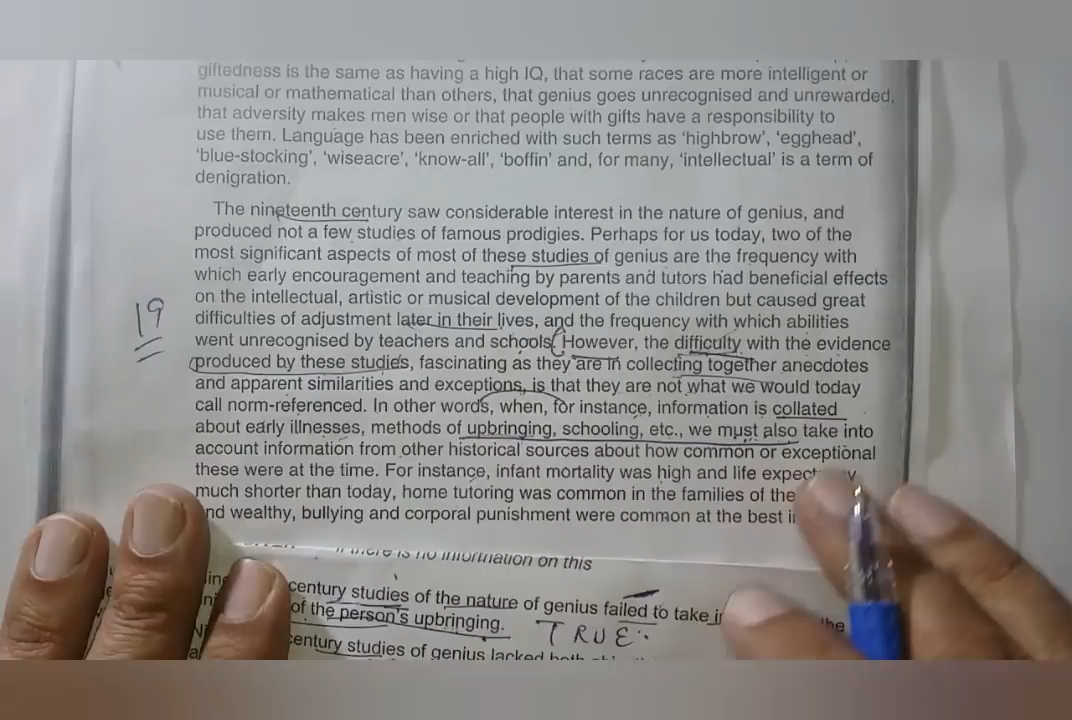 giftedness is the same as having a high IQ, that some races are more intelligent or
musical or mathematical than others, that genius goes unrecognised and unrewarded,
that adversity makes men wise or that people with gifts have a responsibility to
use them. Language has been enriched with such terms as 'highbrow', 'egghead',
'blue-stocking', 'wiseacre', 'know-all', 'boffin' and, for many, 'intellectual' is a term of
denigration.
The nineteenth century saw considerable interest in the nature of genius, and
produced not a few studies of famous prodigies. Perhaps for us today, two of the
most significant aspects of most of these studies of genius are the frequency with
which early encouragement and teaching by parents and tutors had beneficial effects
on the intellectual, artistic or musical development of the children but caused great
19
difficulties of adjustment later in their lives, and the frequency with which abilities
went unrecognised by teachers and schools. However, the difficulty with the evidence
produced by these studies, fascinating as they are in collecting together anecdotes
and apparent similarities and exceptions, is that they are not what we would today
call norm-referenced. In other words, when, for instance, information is collated
about early illnesses, methods of upbringing, schooling, etc., we must also take into
account information from other historical sources about how common or exceptional
these were at the time. For instance, infant mortality was high and life
much shorter than today, home tutoring was common in the families of the
and wealthy, bullying and corporal punishment were common at the best
if there is no information on this
century studies of the nature of genius failed to take
of the person's upbringing. TRUE
century studies of genius lacked both